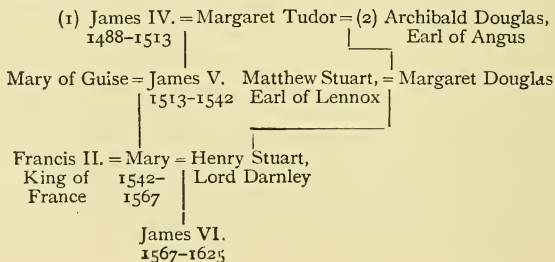 (1) James IV. = Margaret Tudor = (2) Archibald Douglas,
1488–1513 Earl of Angus
Mary of Guise = James V. Matthew Stuart, = Margaret Douglas
1513–1542 Earl of Lennox
Francis II. = Mary = Henry Stuart,
King of 1542– Lord Darnley
France 1567
James VI.
1567–1625